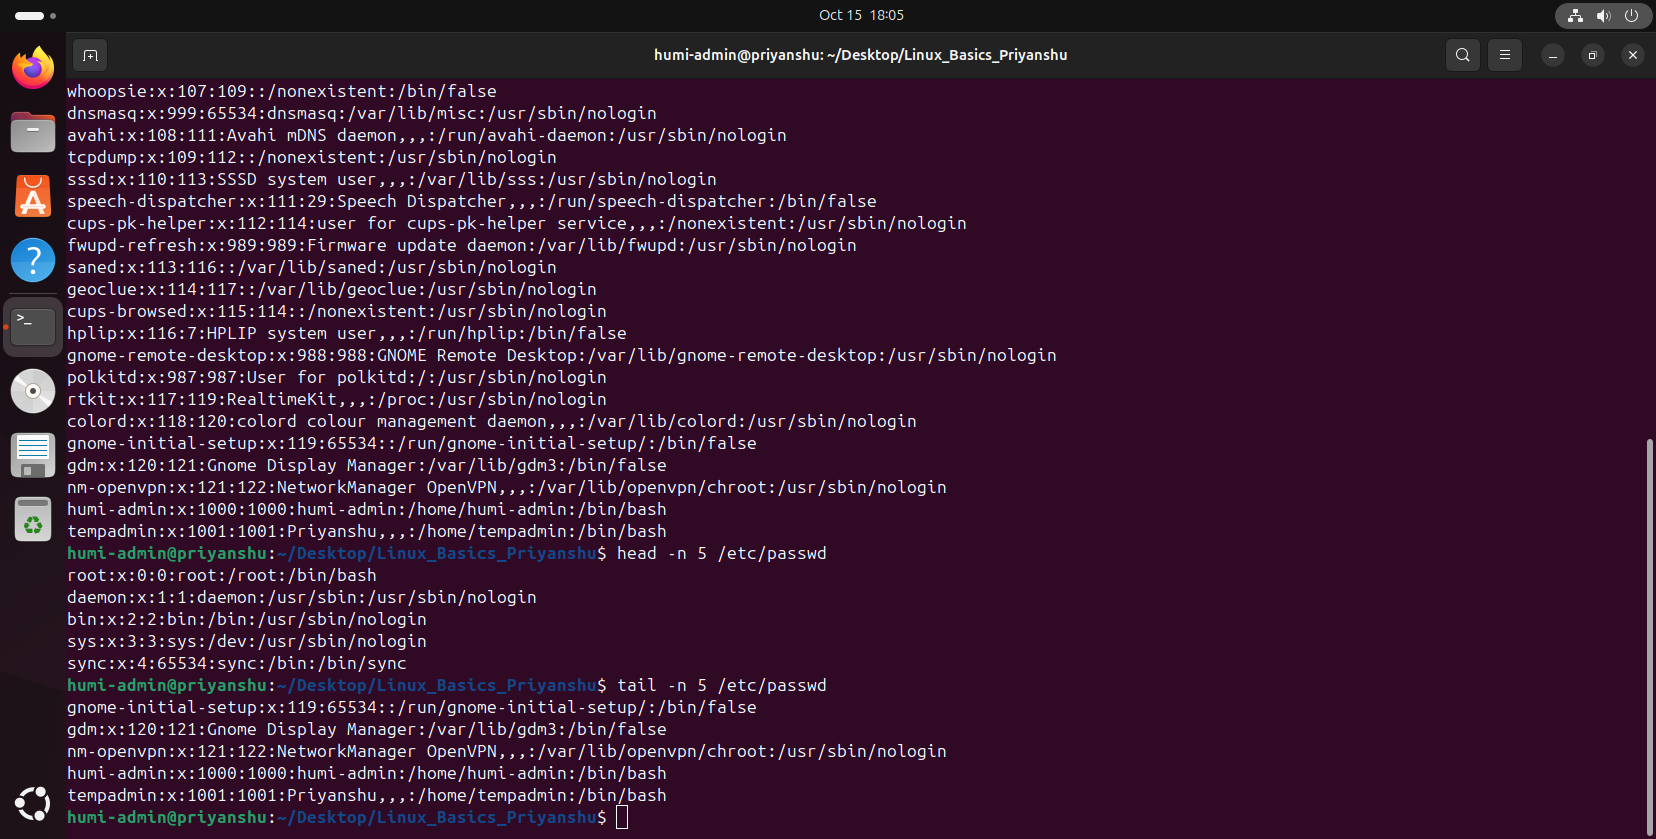 Oct 15 18:05
humi-admin@priyanshu: ~/Desktop/Linux_Basics_Priyanshu
whoopsie:x:107:109::/nonexistent:/bin/false
dnsmasq:x:999:65534:dnsmasq:/var/lib/misc:/usr/sbin/nologin
avahi:x:108:111:Avahi mDNS daemon,,,:/run/avahi-daemon:/usr/sbin/nologin
tcpdump:x:109:112::/nonexistent:/usr/sbin/nologin
sssd:x:110:113:SSSD system user,,,:/var/lib/sss:/usr/sbin/nologin
speech-dispatcher:x:111:29:Speech Dispatcher,,,:/run/speech-dispatcher:/bin/false
cups-pk-helper:x:112:114:user for cups-pk-helper service,,,:/nonexistent:/usr/sbin/nologin
fwupd-refresh:x:989:989:Firmware update daemon:/var/lib/fwupd:/usr/sbin/nologin
saned:x:113:116::/var/lib/saned:/usr/sbin/nologin
geoclue:x:114:117::/var/lib/geoclue:/usr/sbin/nologin
cups-browsed:x:115:114::/nonexistent:/usr/sbin/nologin
hplip:x:116:7:HPLIP system user,,,:/run/hplip:/bin/false
gnome-remote-desktop:x:988:988:GNOME Remote Desktop:/var/lib/gnome-remote-desktop:/usr/sbin/nologin
polkitd:x:987:987:User for polkitd:/:/usr/sbin/nologin
rtkit:x:117:119:RealtimeKit,,,:/proc:/usr/sbin/nologin
colord:x:118:120:colord colour management daemon,,,:/var/lib/colord:/usr/sbin/nologin
gnome-initial-setup:x:119:65534::/run/gnome-initial-setup/:/bin/false
gdm:x:120:121:Gnome Display Manager:/var/lib/gdm3:/bin/false
nm-openvpn:x:121:122:NetworkManager OpenVPN,,,:/var/lib/openvpn/chroot:/usr/sbin/nologin
humi-admin:x:1000:1000:humi-admin:/home/humi-admin:/bin/bash
tempadmin:x:1001:1001:Priyanshu,,,:/home/tempadmin:/bin/bash
humi-admin@priyanshu:~/Desktop/Linux_Basics_Priyanshu$ head -n 5 /etc/passwd
root:x:0:0:root:/root:/bin/bash
daemon:x:1:1:daemon:/usr/sbin:/usr/sbin/nologin
bin:x:2:2:bin:/bin:/usr/sbin/nologin
sys:x:3:3:sys:/dev:/usr/sbin/nologin
sync:x:4:65534:sync:/bin:/bin/sync
humi-admin@priyanshu:~/Desktop/Linux_Basics_Priyanshu$ tail -n 5 /etc/passwd
gnome-initial-setup:x:119:65534::/run/gnome-initial-setup/:/bin/false
gdm:x:120:121:Gnome Display Manager:/var/lib/gdm3:/bin/false
nm-openvpn:x:121:122:NetworkManager OpenVPN,,,:/var/lib/openvpn/chroot:/usr/sbin/nologin
humi-admin:x:1000:1000:humi-admin:/home/humi-admin:/bin/bash
tempadmin:x:1001:1001:Priyanshu,,,:/home/tempadmin:/bin/bash
humi-admin@priyanshu:~/Desktop/Linux_Basics_Priyanshu$